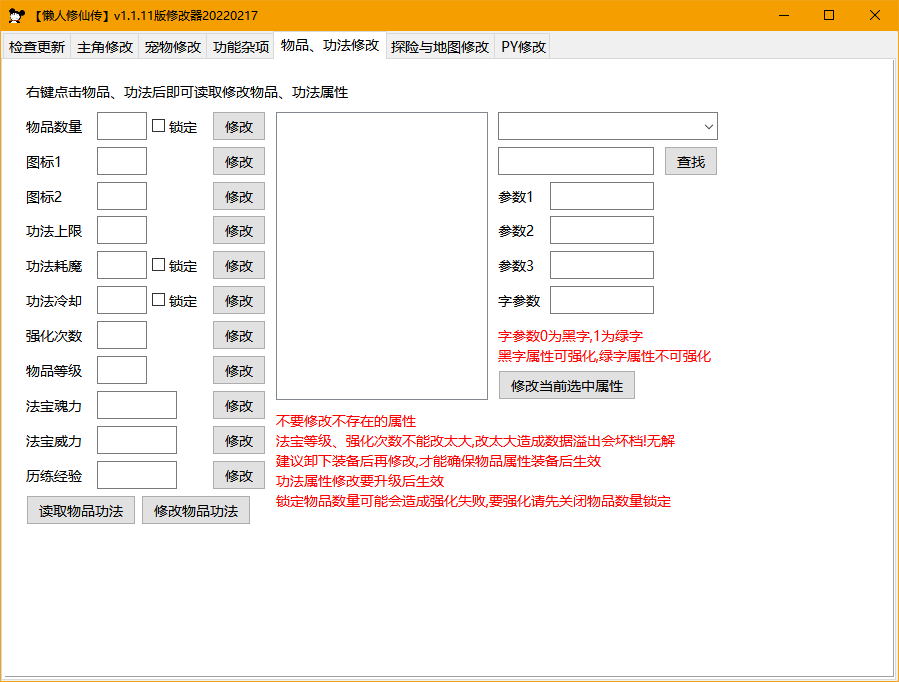 【懒人修仙传】v1.1.11版修改器20220217
检查更新 主角修改 宠物修改 功能杂项 物品、功法修改 探险与地图修改 PY修改
右键点击物品、功法后即可读取修改物品、功法属性
物品数量 锁定 修改
图标1 修改 查找
图标2 修改 参数1
功法上限 修改 参数2
功法耗魔 锁定 修改 参数3
功法冷却 锁定 修改 字参数
强化次数 修改 字参数0为黑字,1为绿字
黑字属性可强化,绿字属性不可强化
物品等级 修改 修改当前选中属性
法宝魂力 修改
不要修改不存在的属性
法宝威力 修改 法宝等级、强化次数不能改太大,改太大造成数据溢出会坏档!无解
建议卸下装备后再修改,才能确保物品属性装备后生效
历练经验 修改 功法属性修改要升级后生效
锁定物品数量可能会造成强化失败,要强化请先关闭物品数量锁定
读取物品功法 修改物品功法